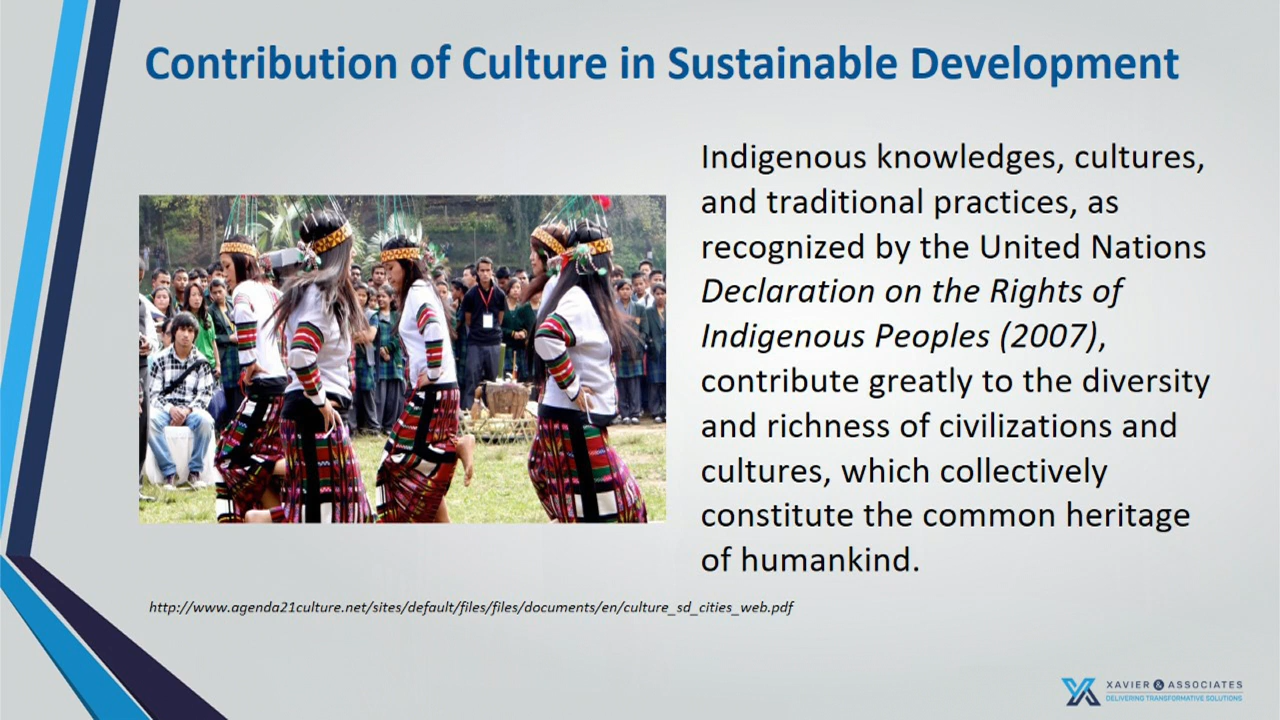 Contribution of Culture in Sustainable Development
Indigenous knowledges, cultures,
and traditional practices, as
recognized by the United Nations
Declaration on the Rights of
Indigenous Peoples (2007),
contribute greatly to the diversity
and richness of civilizations and
cultures, which collectively
constitute the common heritage
of humankind.
http://www.agenda21culture.net/sites/default/files/files/documents/en/culture_sd_cities_web.pdf
XAVIER & ASSOCIATES
DELIVERING TRANSFORMATIVE SOLUTIONS